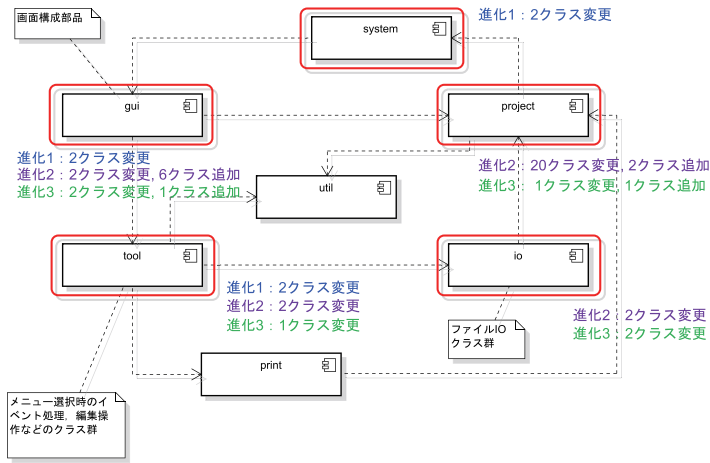 画面構成部品
system
進化1：2クラス変更
gui
project
進化1：2クラス変更
進化2：2クラス変更, 6クラス追加
進化3：2クラス変更, 1クラス追加
進化2：20クラス変更, 2クラス追加
進化3： 1クラス変更, 1クラス追加
util
tool
io
進化1：2クラス変更
進化2：2クラス変更
進化3：1クラス変更
進化2：2クラス変更
進化3：2クラス変更
ファイルIO
クラス群
print
メニュー選択時のイ
ベント処理，編集操
作などのクラス群